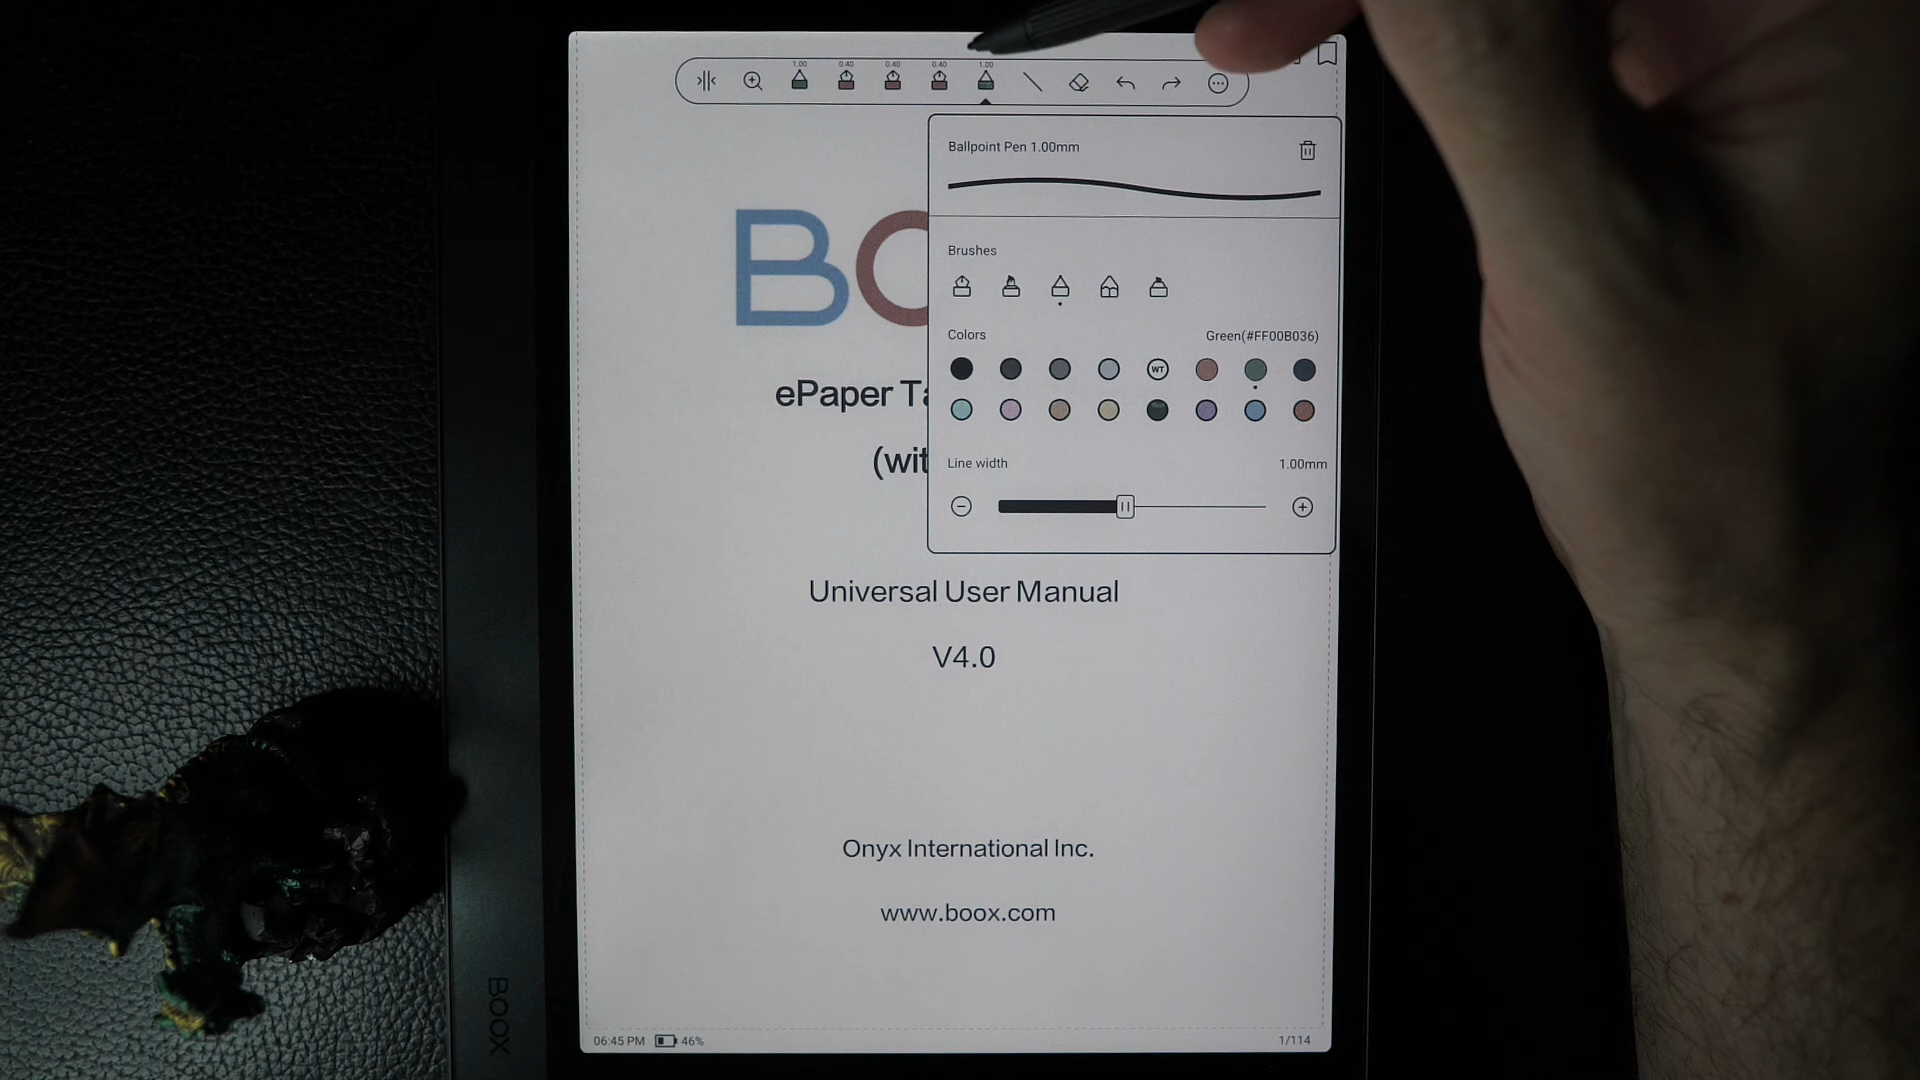 1.00 0.40 0.40 0.40 1.00
Ballpoint Pen 1.00mm
BO
Brushes
Colors Green(#FF00B036)
WT
ePaper Ta
(wit
Line width 1.00mm
Universal User Manual
V4.0
Onyx International Inc.
www.boox.com
BOOX
06:45 PM 46% 1/114